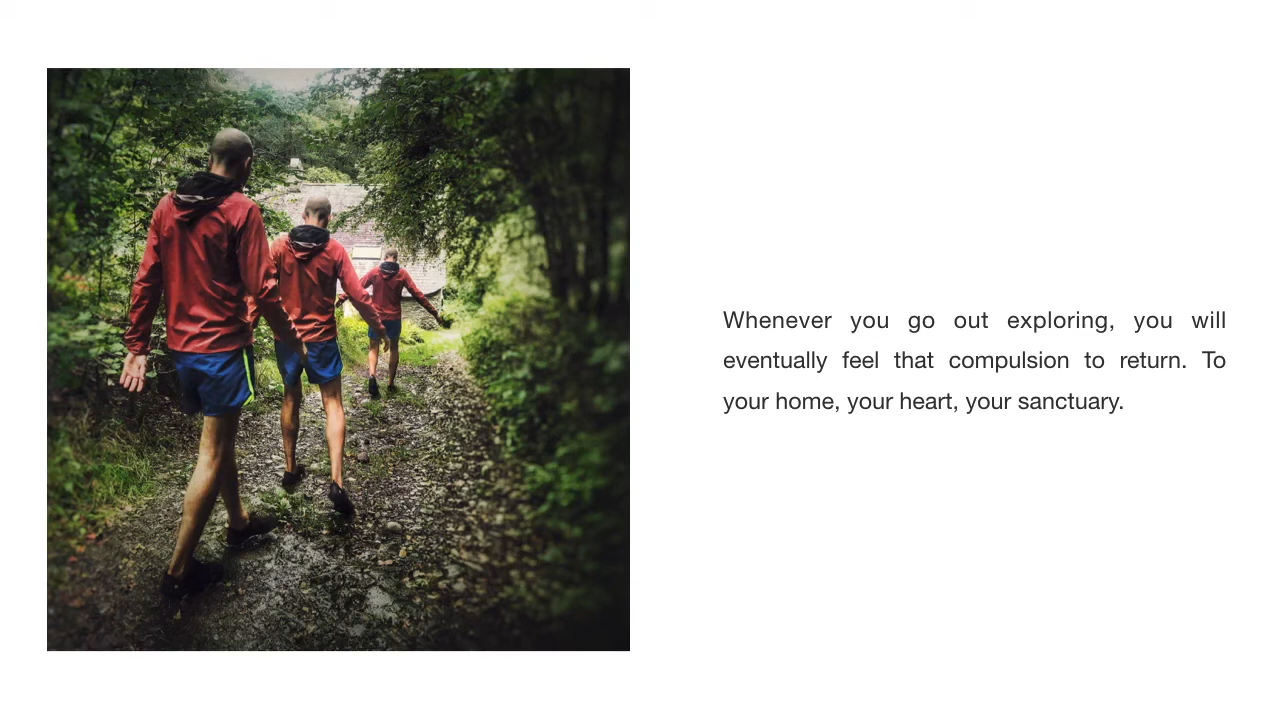 Whenever you go out exploring, you will
eventually feel that compulsion to return. To
your home, your heart, your sanctuary.